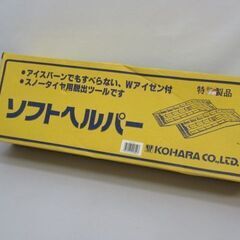 ●アイスバーンでもすべらない、Wアイゼン付
●スノータイヤ用脱出ツールです
特 製品
ソフトヘルパー
KOHARA CO.,LTD.